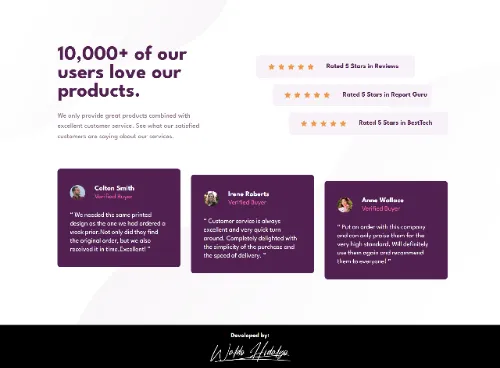 10,000+ of our
users love our
products.
We only provide great products combined with
excellent customer service. See what our satisfied
customers are saying about our services.
Rated 5 Stars in Reviews
Rated 5 Stars in Report Guru
Rated 5 Stars in BestTech
Colton Smith
Verified Buyer
“ We needed the same printed
design as the one we had ordered a
week prior.Not only did they find
the original order, but we also
received it in time.Excellent! ”
Irene Roberts
Verified Buyer
“ Customer service is always
excellent and very quick turn
around. Completely delighted with
the simplicity of the purchase and
the speed of delivery. ”
Anne Wallace
Verified Buyer
“ Put an order with this company
and can only praise them for the
very high standard. Will definitely
use them again and recommend
them to everyone! ”
Developed by:
Waldo Hidalgo